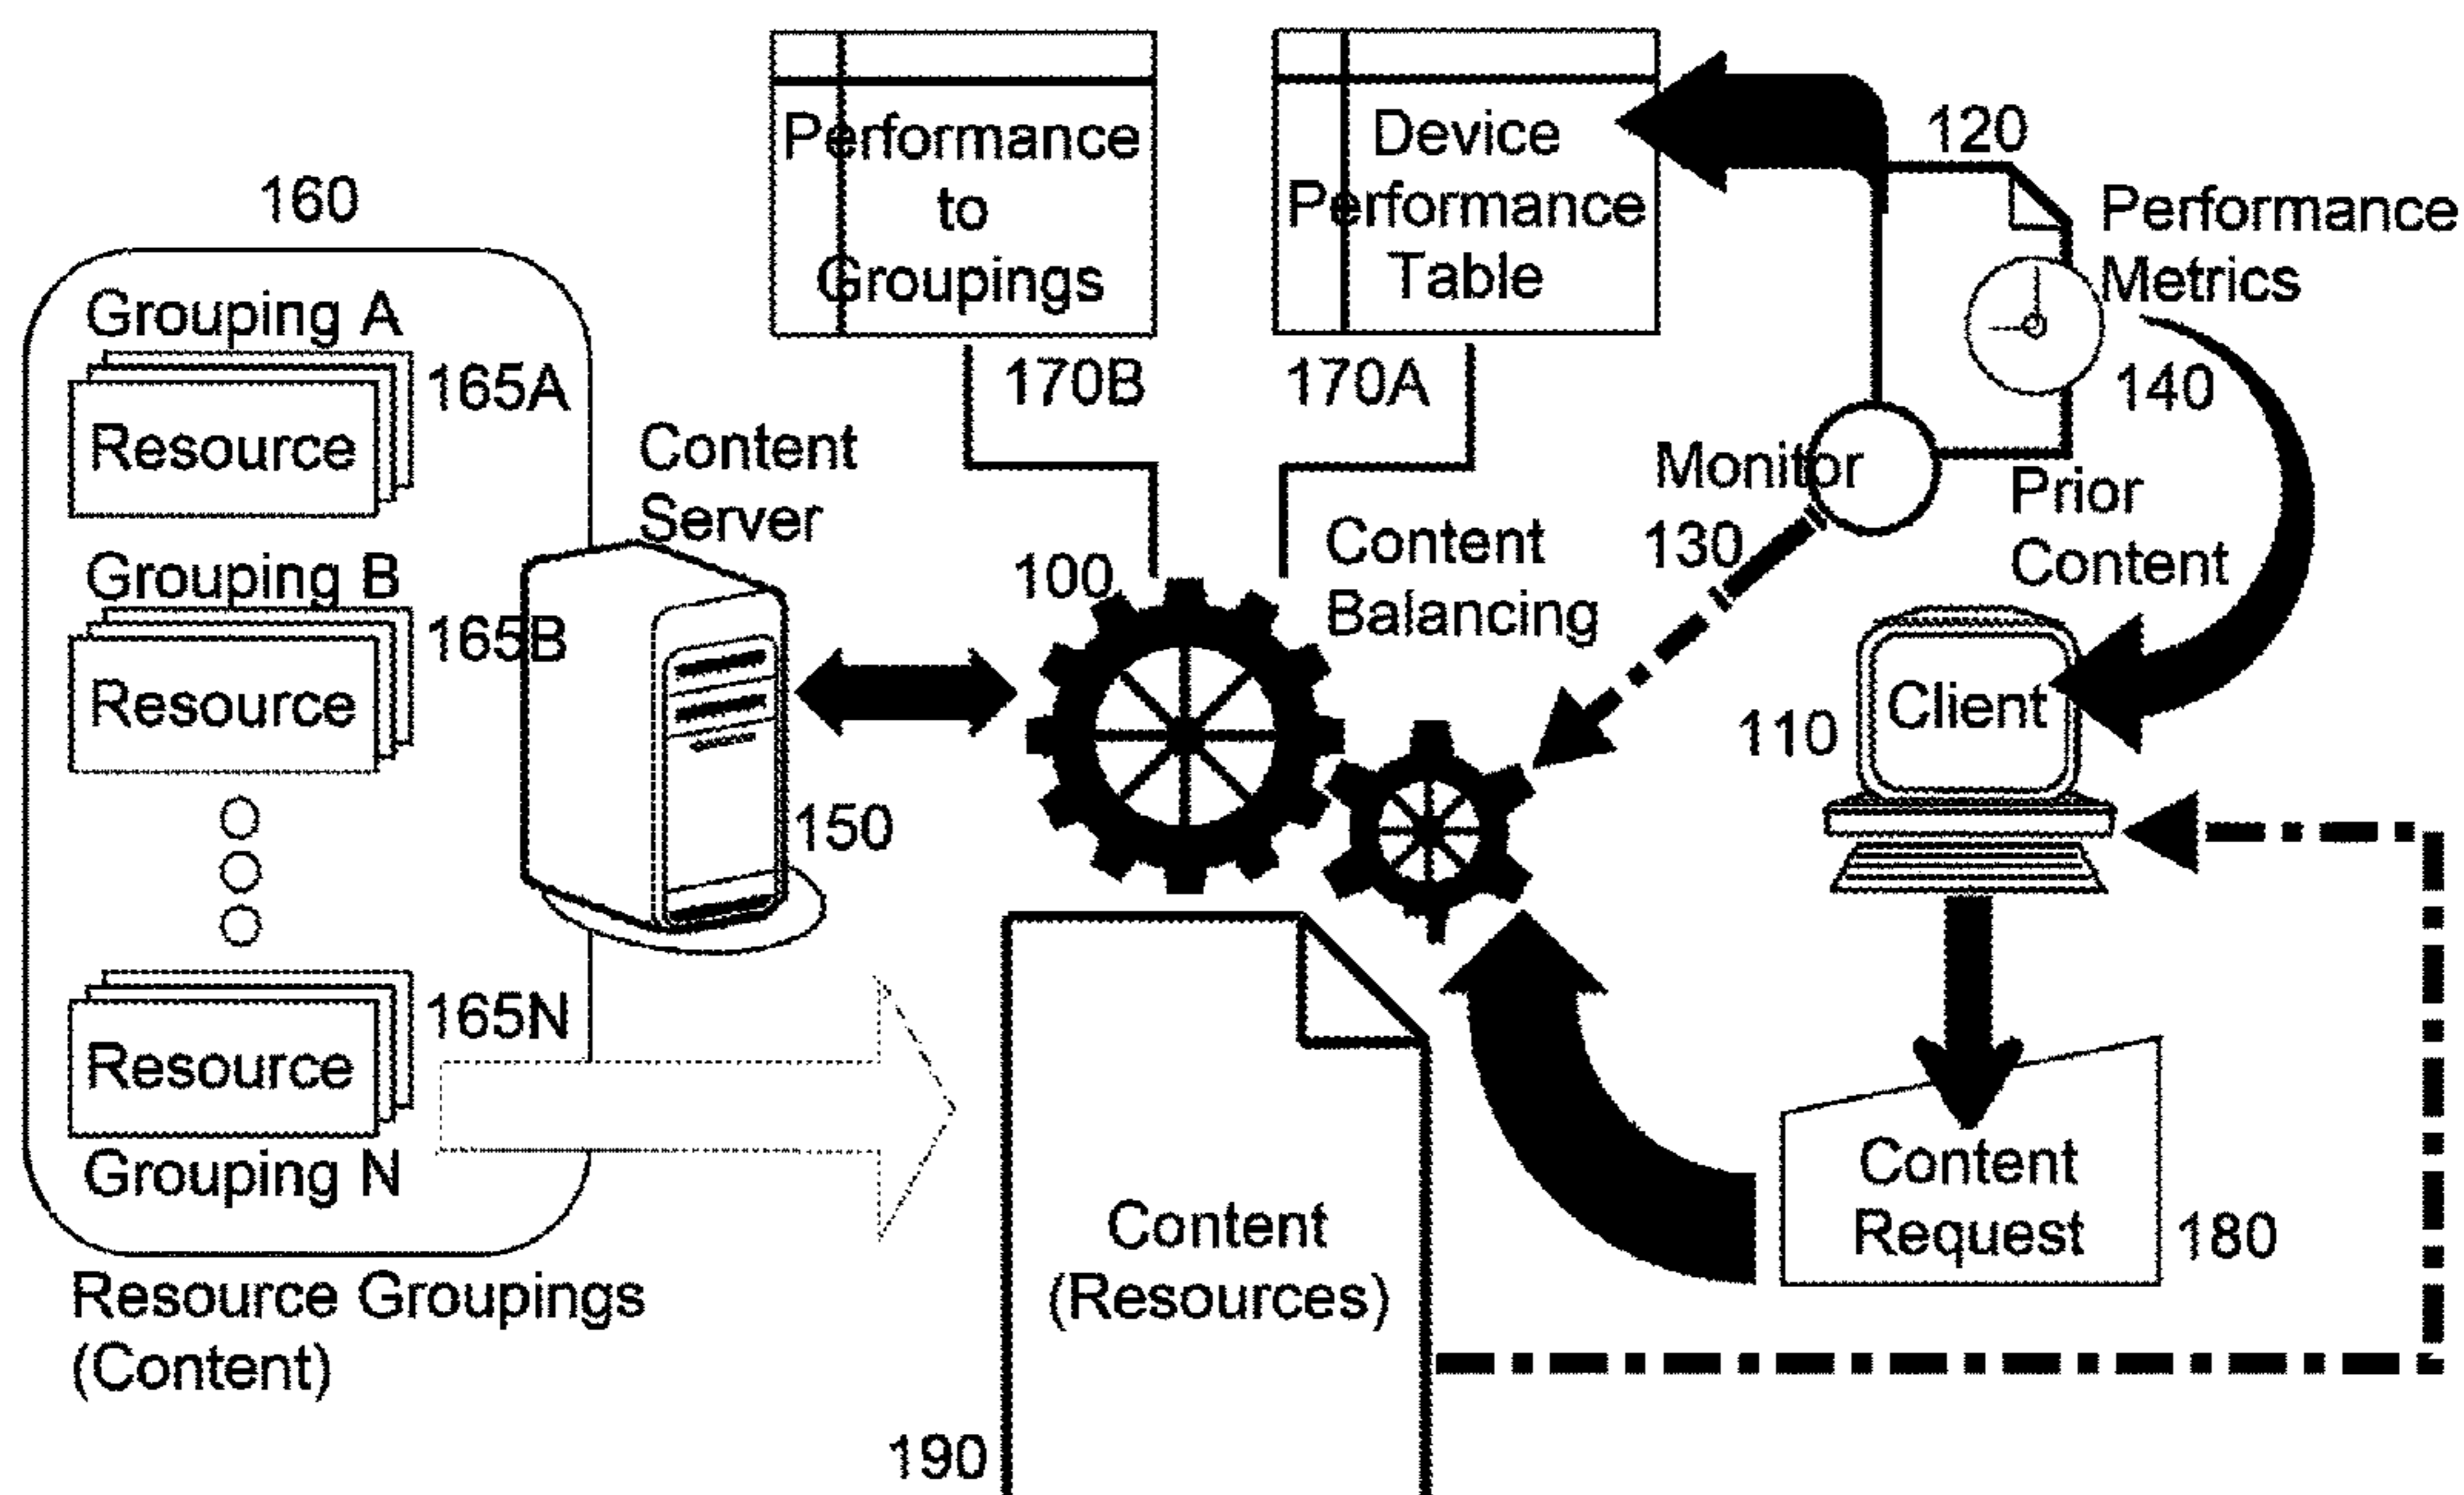 Performance
to
Groupings
Device
Performance
Table
120
Performance
Metrics
140
160
Grouping A
165A
Resource
Grouping B
165B
Resource
165N
Resource
Grouping N
Resource Groupings
(Content)
170B
170A
Content
Server
150
100
Content
Balancing
Monitor
130
Prior
Content
110
Client
Content
Request
180
Content
(Resources)
190